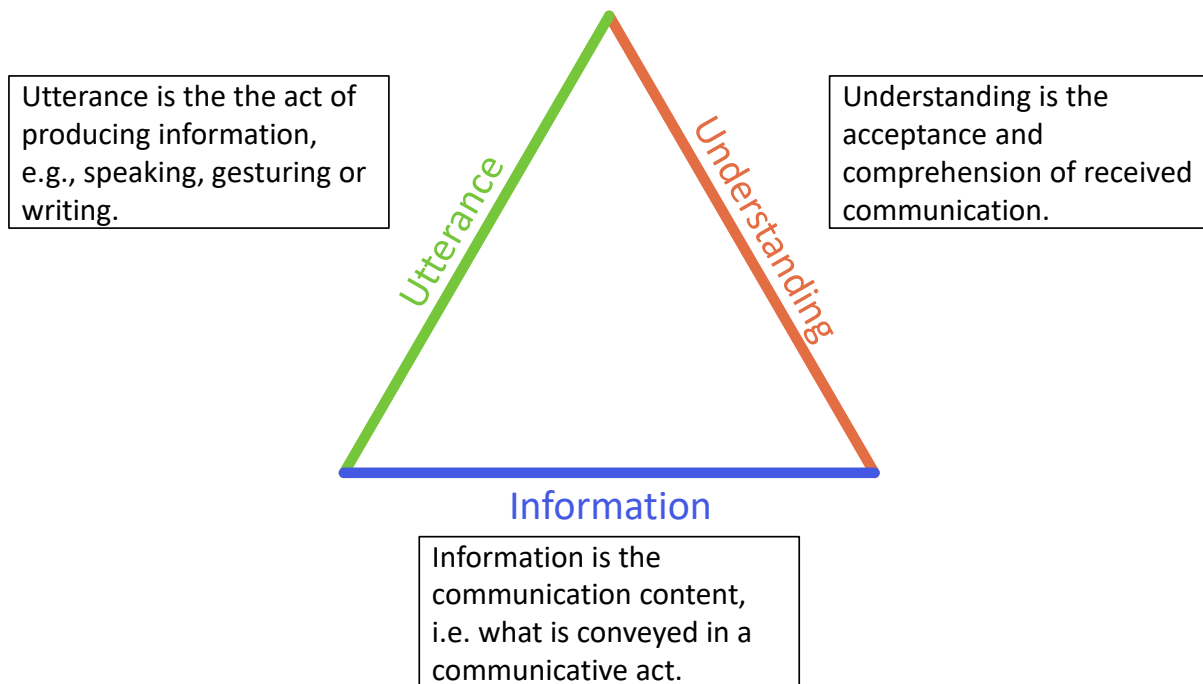 Utterance is the the act of
producing information,
e.g., speaking, gesturing or
writing.
Utterance
Understanding
Understanding is the
acceptance and
comprehension of received
communication.
Information
Information is the
communication content,
i.e. what is conveyed in a
communicative act.